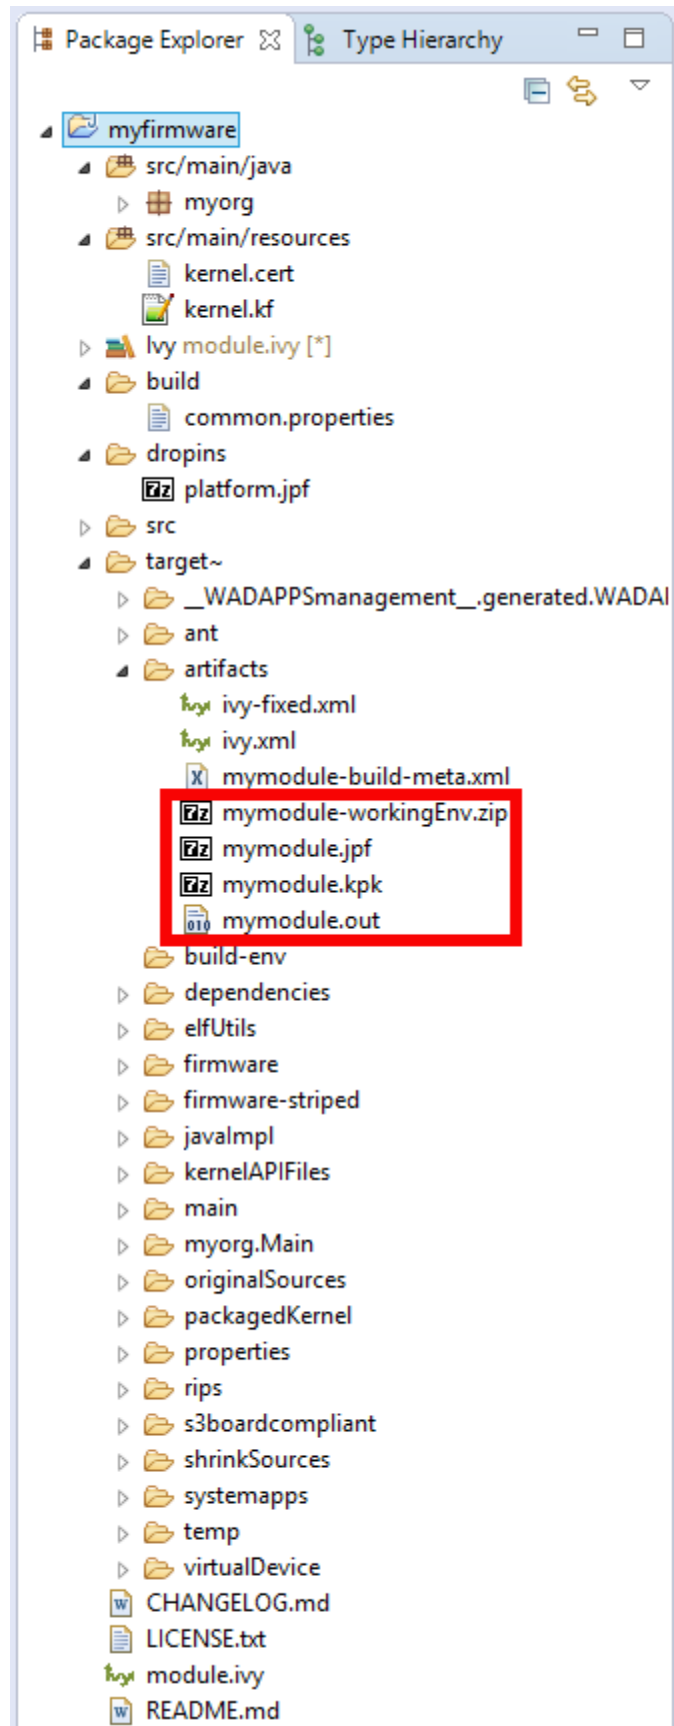 Package Explorer Type Hierarchy
myfirmware
src/main/java
myorg
src/main/resources
kernel.cert
kernel.kf
Ivy module.ivy [*]
build
common.properties
dropins
platform.jpf
src
target~
__WADAPPSmanagement__.generated.WADAI
ant
artifacts
ivy-fixed.xml
ivy.xml
mymodule-build-meta.xml
mymodule-workingEnv.zip
mymodule.jpf
mymodule.kpk
mymodule.out
build-env
dependencies
elfUtils
firmware
firmware-striped
javaImpl
kernelAPIFiles
main
myorg.Main
originalSources
packagedKernel
properties
rips
s3boardcompliant
shrinkSources
systemapps
temp
virtualDevice
CHANGELOG.md
LICENSE.txt
module.ivy
README.md